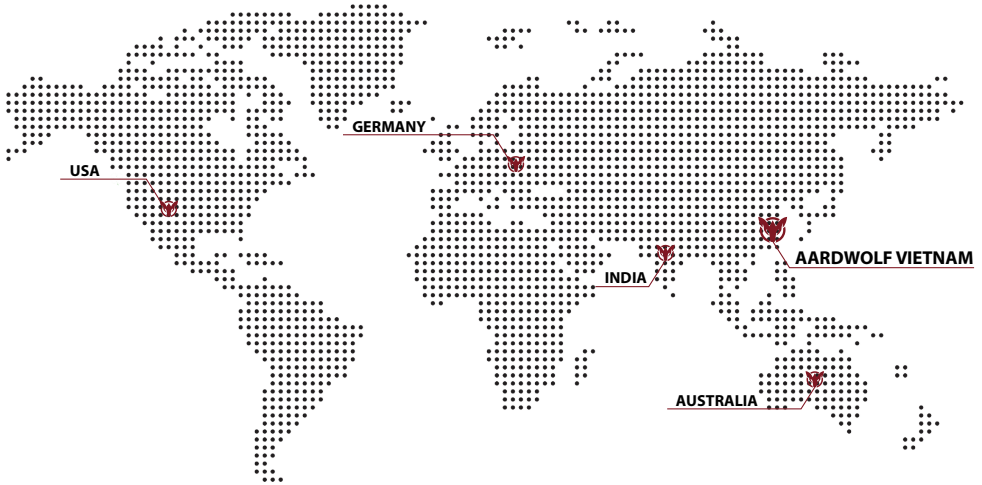 GERMANY
USA
AARDWOLF VIETNAM
INDIA
AUSTRALIA